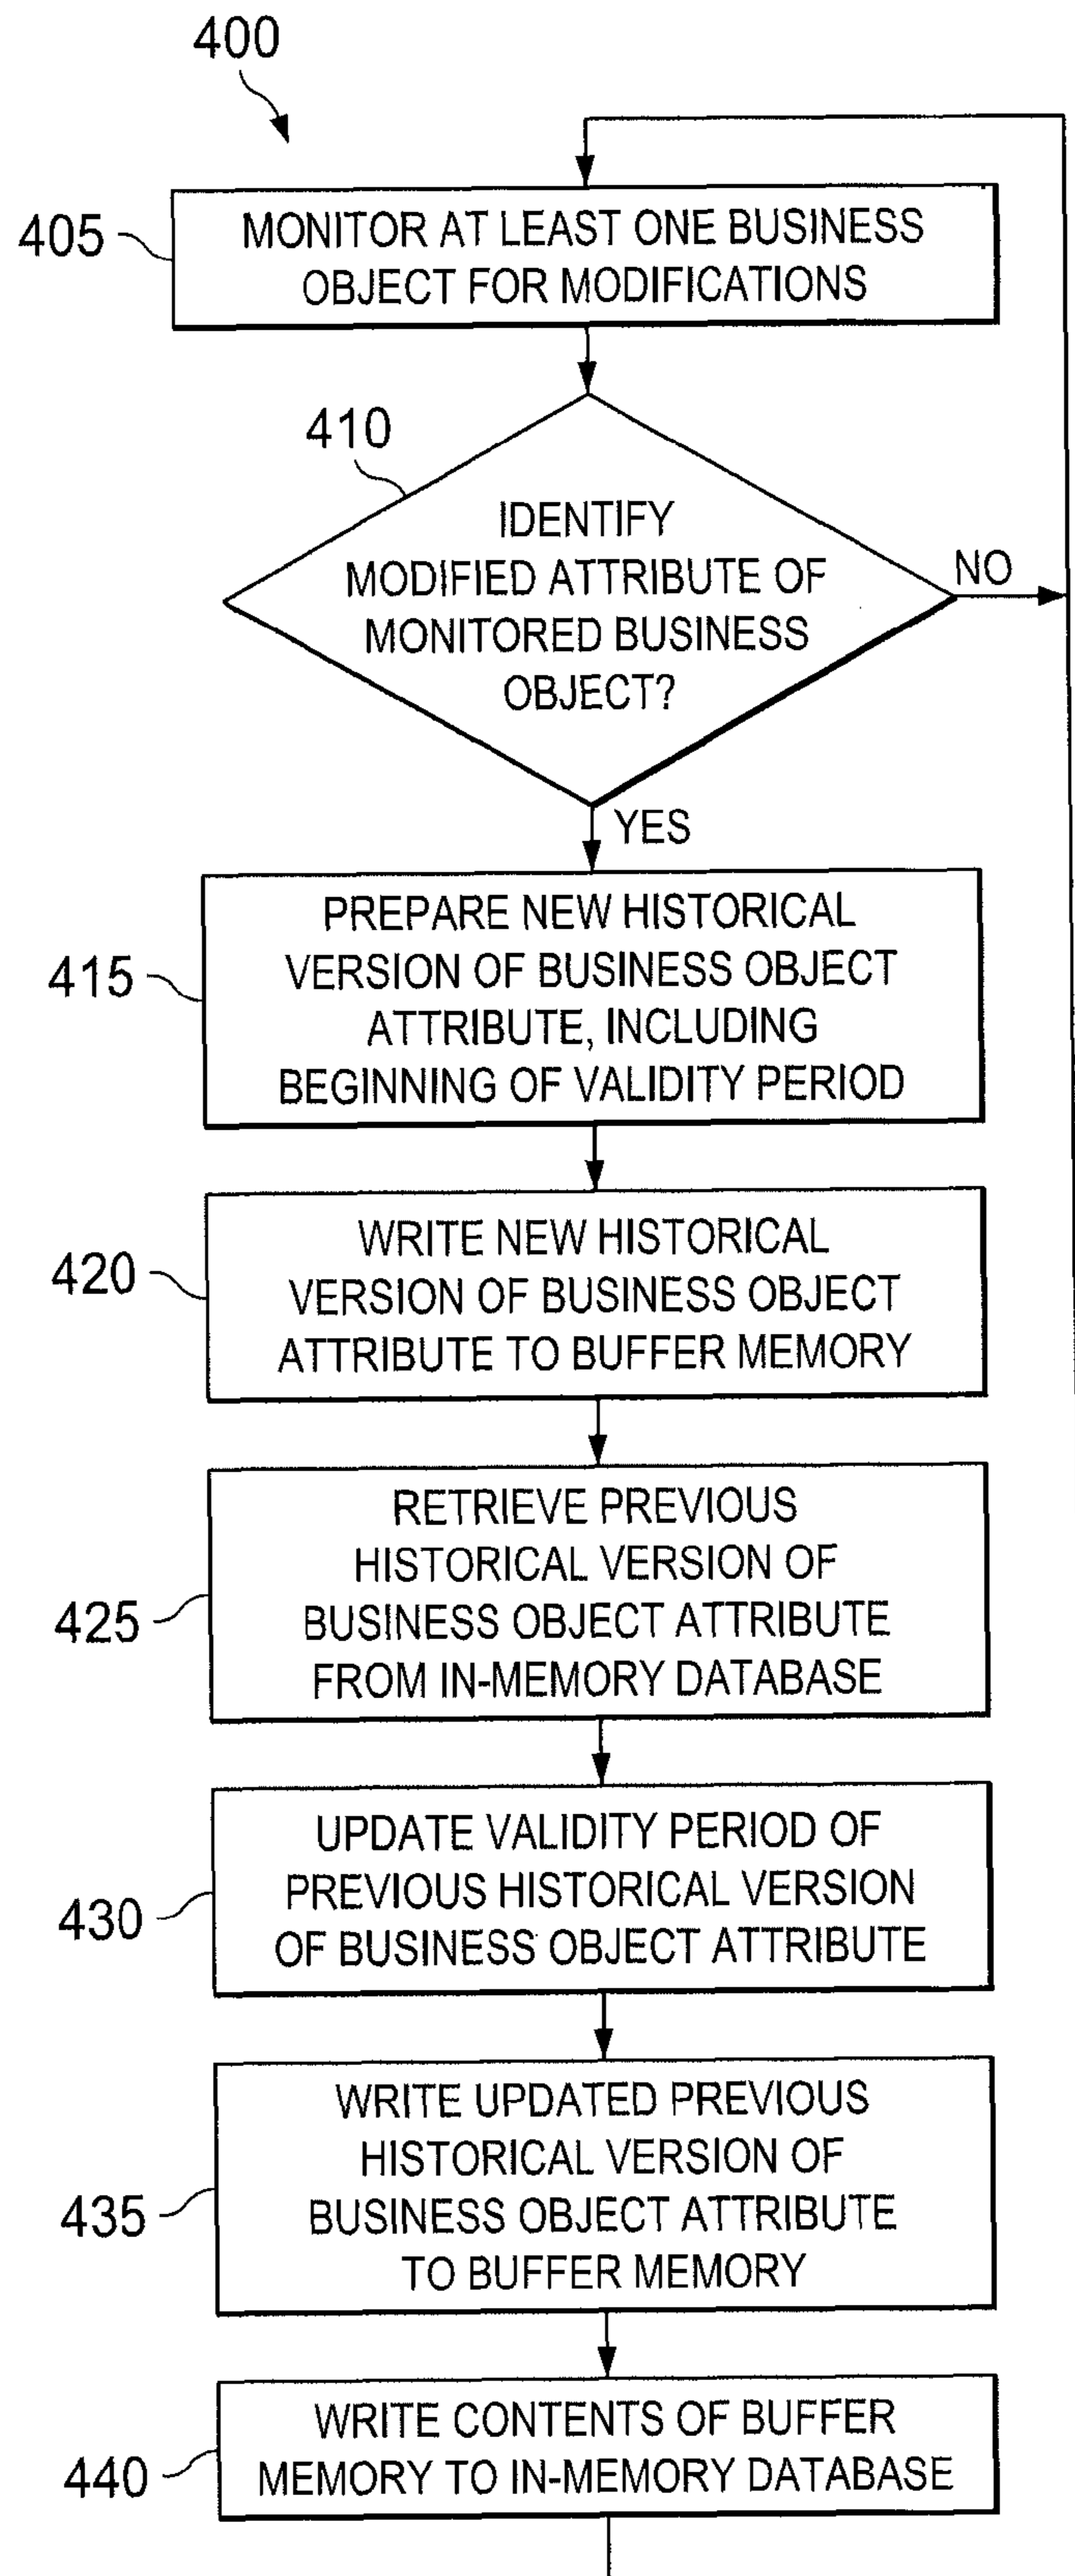 400
405
MONITOR AT LEAST ONE BUSINESS
OBJECT FOR MODIFICATIONS
410
IDENTIFY
MODIFIED ATTRIBUTE OF
MONITORED BUSINESS
OBJECT?
NO
YES
415
PREPARE NEW HISTORICAL
VERSION OF BUSINESS OBJECT
ATTRIBUTE, INCLUDING
BEGINNING OF VALIDITY PERIOD
420
WRITE NEW HISTORICAL
VERSION OF BUSINESS OBJECT
ATTRIBUTE TO BUFFER MEMORY
425
RETRIEVE PREVIOUS
HISTORICAL VERSION OF
BUSINESS OBJECT ATTRIBUTE
FROM IN-MEMORY DATABASE
430
UPDATE VALIDITY PERIOD OF
PREVIOUS HISTORICAL VERSION
OF BUSINESS OBJECT ATTRIBUTE
435
WRITE UPDATED PREVIOUS
HISTORICAL VERSION OF
BUSINESS OBJECT ATTRIBUTE
TO BUFFER MEMORY
440
WRITE CONTENTS OF BUFFER
MEMORY TO IN-MEMORY DATABASE